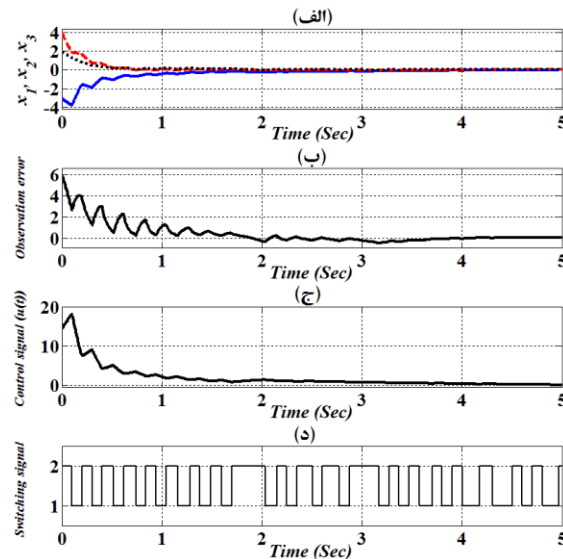 (الف)
x1, x2, x3
4
2
0
-2
-4
0 1 2 3 4 5
Time (Sec)
(ب)
Observation error
6
4
2
0
0 1 2 3 4 5
Time (Sec)
(ج)
Control signal (u(t))
20
10
0
0 1 2 3 4 5
Time (Sec)
(د)
Switching signal
2
1
0 1 2 3 4 5
Time (Sec)